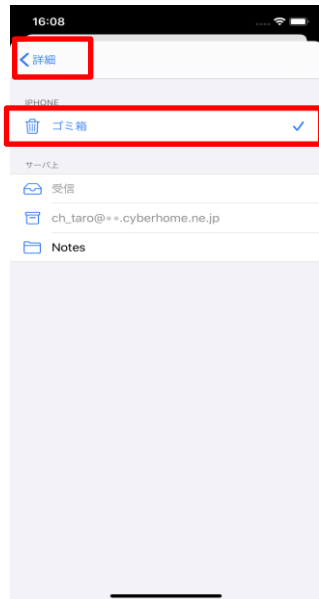 16:08
詳細
IPHONE
ゴミ箱
サーバ上
受信
ch_taro@**.cyberhome.ne.jp
Notes